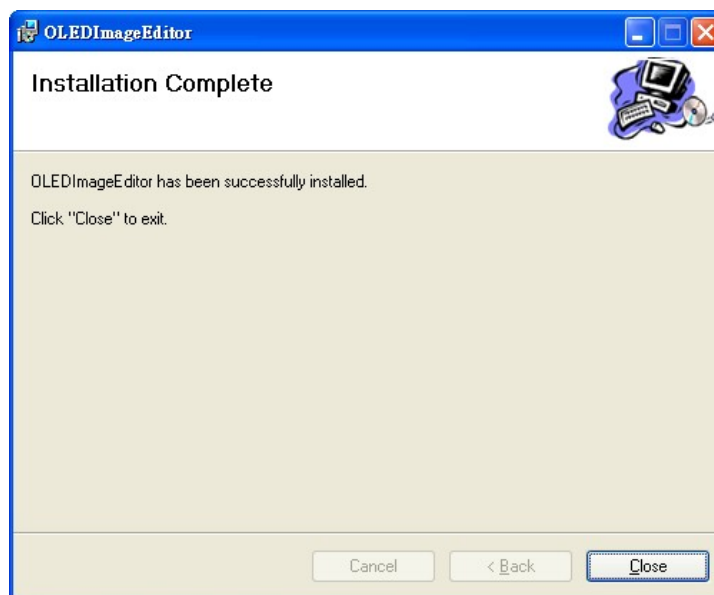 OLEDImageEditor
Installation Complete
OLEDImageEditor has been successfully installed.
Click "Close" to exit.
Cancel
< Back
Close